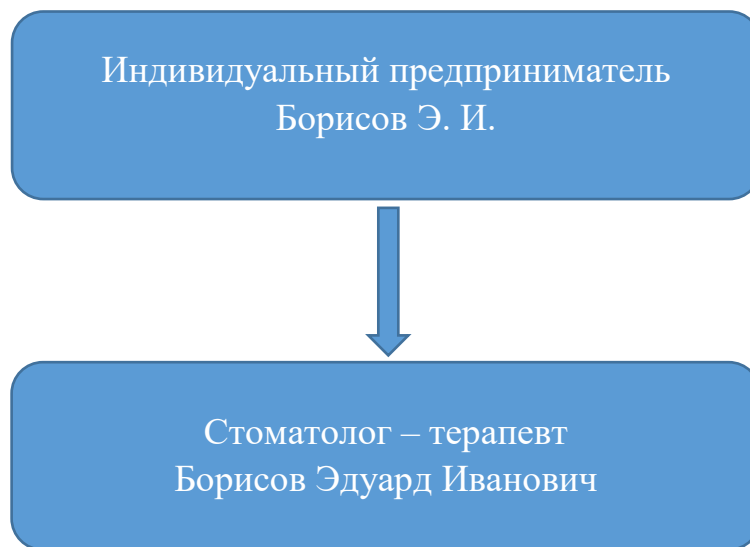 Индивидуальный предприниматель
Борисов Э. И.
Стоматолог – терапевт
Борисов Эдуард Иванович